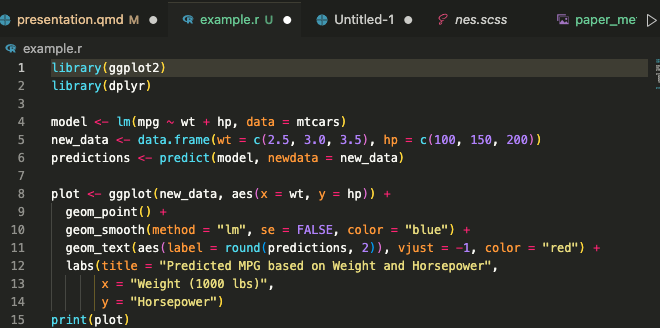 presentation.qmd M
example.r U
Untitled-1
nes.scss
example.r
1 library(ggplot2)
2 library(dplyr)
3
4 model <- lm(mpg ~ wt + hp, data = mtcars)
5 new_data <- data.frame(wt = c(2.5, 3.0, 3.5), hp = c(100, 150, 200))
6 predictions <- predict(model, newdata = new_data)
7
8 plot <- ggplot(new_data, aes(x = wt, y = hp)) +
9   geom_point() +
10   geom_smooth(method = "lm", se = FALSE, color = "blue") +
11   geom_text(aes(label = round(predictions, 2)), vjust = -1, color = "red") +
12   labs(title = "Predicted MPG based on Weight and Horsepower",
13        x = "Weight (1000 lbs)",
14        y = "Horsepower")
15 print(plot)